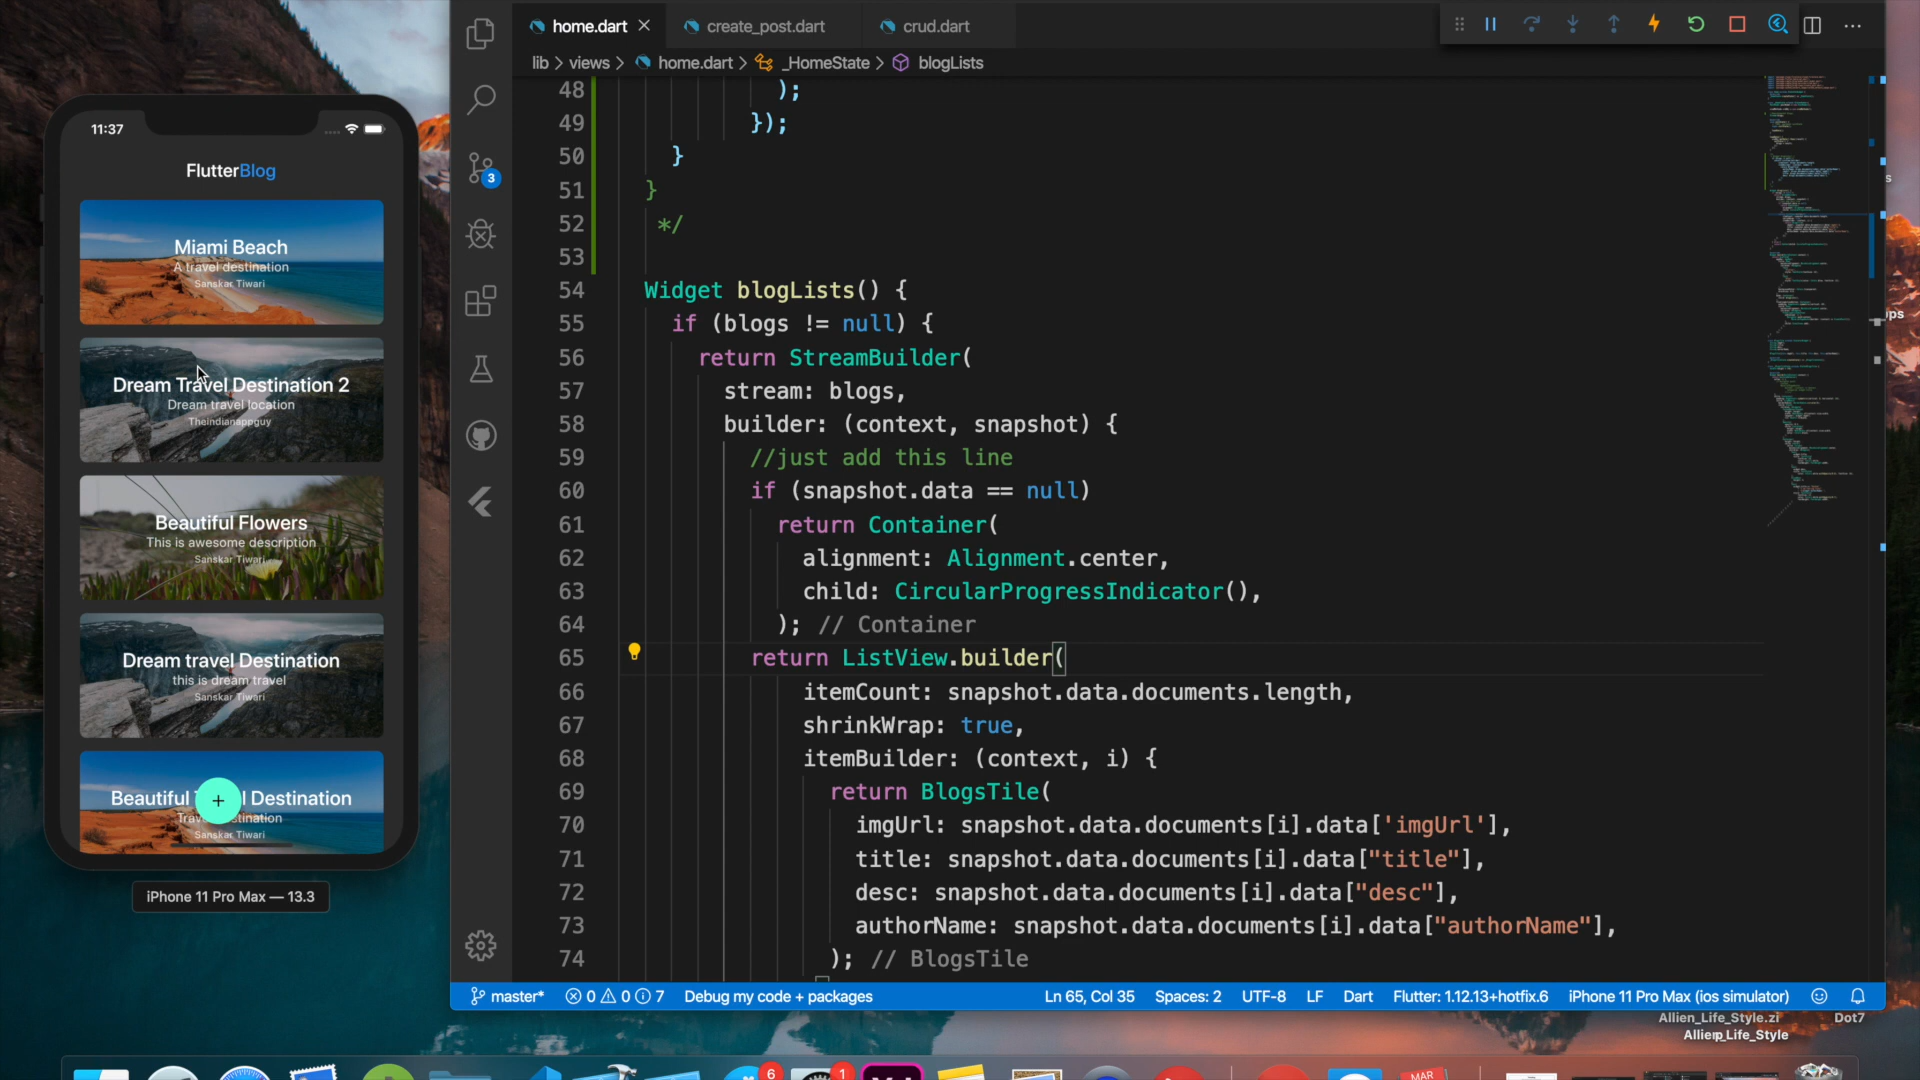 home.dart
create_post.dart
crud.dart
lib > views > home.dart > _HomeState > blogLists
11:37
FlutterBlog
Miami Beach
A travel destination
Sanskar Tiwari
Dream Travel Destination 2
Dream travel location
Theindianappguy
Beautiful Flowers
This is awesome description
Sanskar Tiwari
Dream travel Destination
this is dream travel
Sanskar Tiwari
Beautiful
+
l Destination
Sanskar Tiwari
iPhone 11 Pro Max — 13.3
3
48 );
49 });
50 }
51 }
52 */
53
54 Widget blogLists() {
55 if (blogs != null) {
56 return StreamBuilder(
57 stream: blogs,
58 builder: (context, snapshot) {
59 //just add this line
60 if (snapshot.data == null)
61 return Container(
62 alignment: Alignment.center,
63 child: CircularProgressIndicator(),
64 ); // Container
65 return ListView.builder(
66 itemCount: snapshot.data.documents.length,
67 shrinkWrap: true,
68 itemBuilder: (context, i) {
69 return BlogsTile(
70 imgUrl: snapshot.data.documents[i].data['imgUrl'],
71 title: snapshot.data.documents[i].data["title"],
72 desc: snapshot.data.documents[i].data["desc"],
73 authorName: snapshot.data.documents[i].data["authorName"],
74 ); // BlogsTile
master* 0 0 7 Debug my code + packages
Ln 65, Col 35 Spaces: 2 UTF-8 LF Dart Flutter: 1.12.13+hotfix.6 iPhone 11 Pro Max (ios simulator)
Allien_Life_Style.zi
Dot7
6
1
MAR